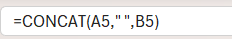 =CONCAT(A5," ",B5)